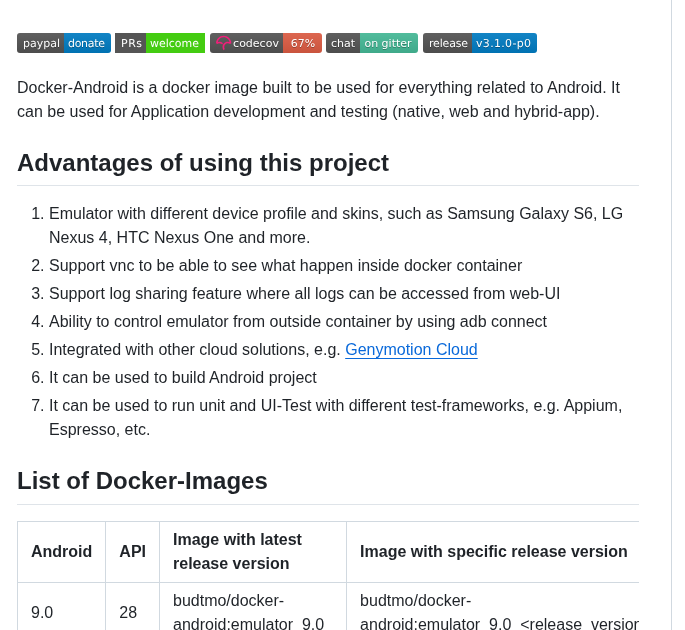 paypal donate PRs welcome codecov 67% chat on gitter release v3.1.0-p0
Docker-Android is a docker image built to be used for everything related to Android. It
can be used for Application development and testing (native, web and hybrid-app).
Advantages of using this project
1. Emulator with different device profile and skins, such as Samsung Galaxy S6, LG
Nexus 4, HTC Nexus One and more.
2. Support vnc to be able to see what happen inside docker container
3. Support log sharing feature where all logs can be accessed from web-UI
4. Ability to control emulator from outside container by using adb connect
5. Integrated with other cloud solutions, e.g. Genymotion Cloud
6. It can be used to build Android project
7. It can be used to run unit and UI-Test with different test-frameworks, e.g. Appium,
Espresso, etc.
List of Docker-Images
Android API Image with latest
release version Image with specific release version
9.0 28 budtmo/docker-
android:emulator_9.0 budtmo/docker-
android:emulator_9.0_<release_version